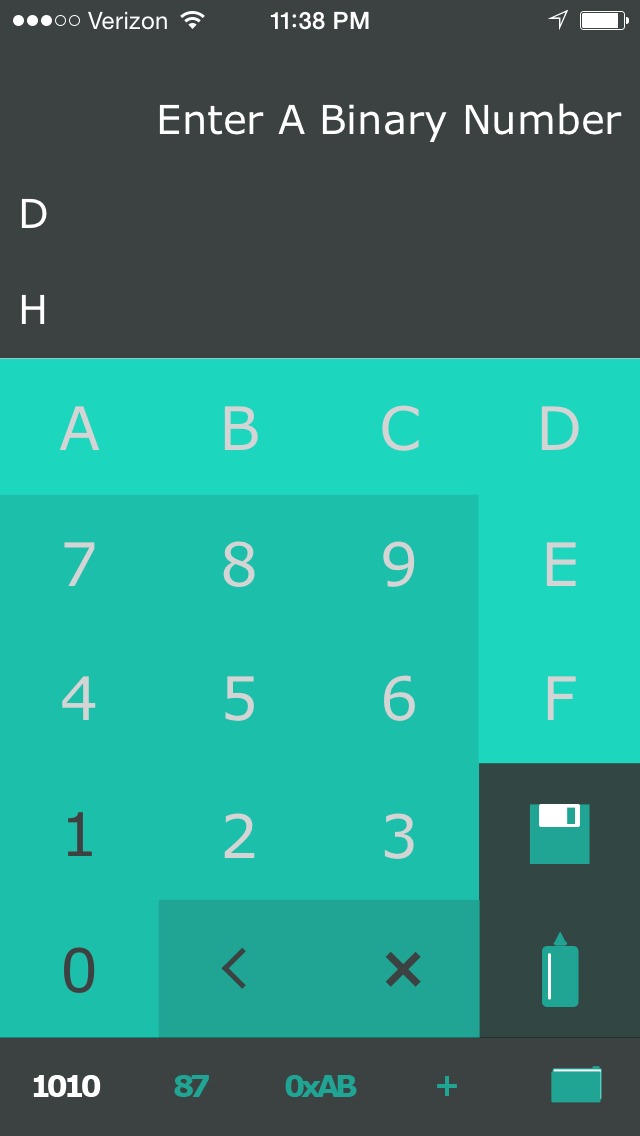 Verizon 11:38 PM
Enter A Binary Number
D
H
A B C D
7 8 9 E
4 5 6 F
1 2 3
0 < ×
1010 87 0xAB +